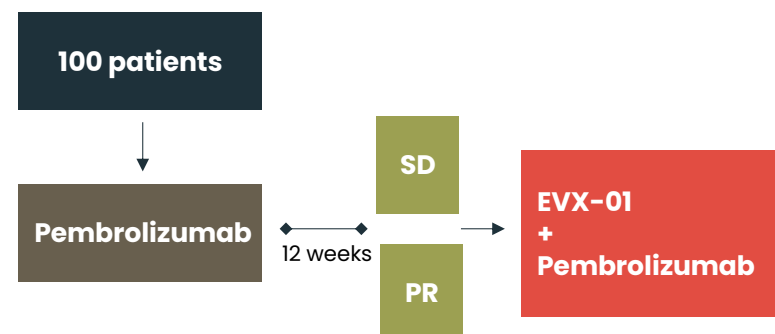 100 patients
Pembrolizumab
12 weeks
SD
PR
EVX-01
+
Pembrolizumab